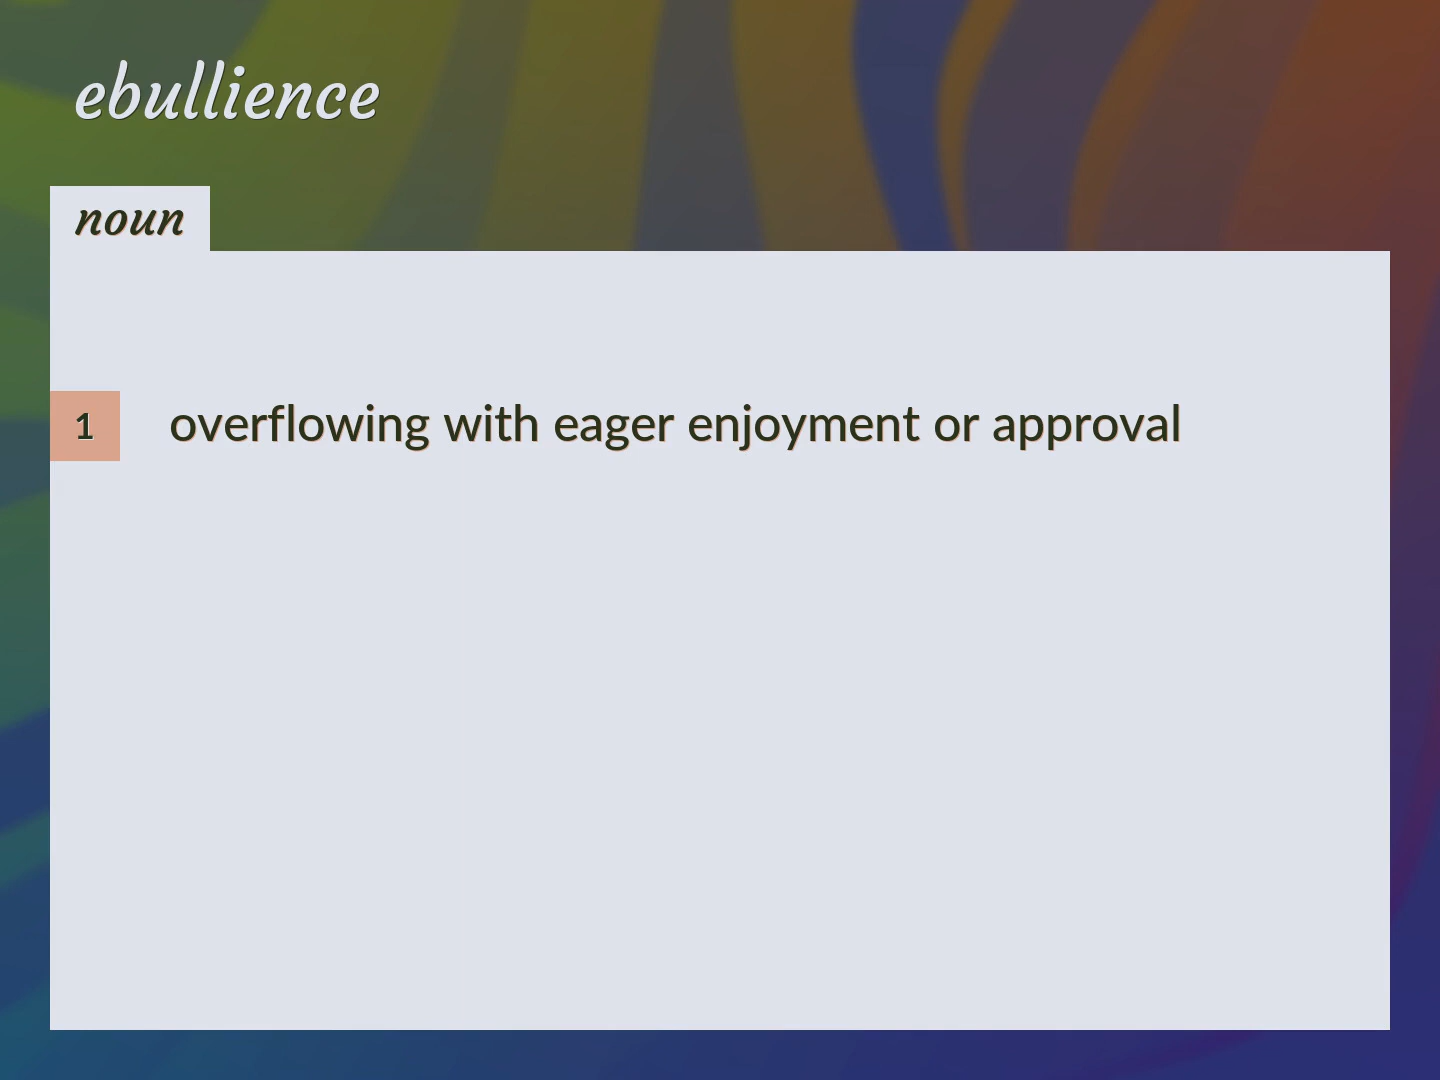 ebullience
noun
1 overflowing with eager enjoyment or approval